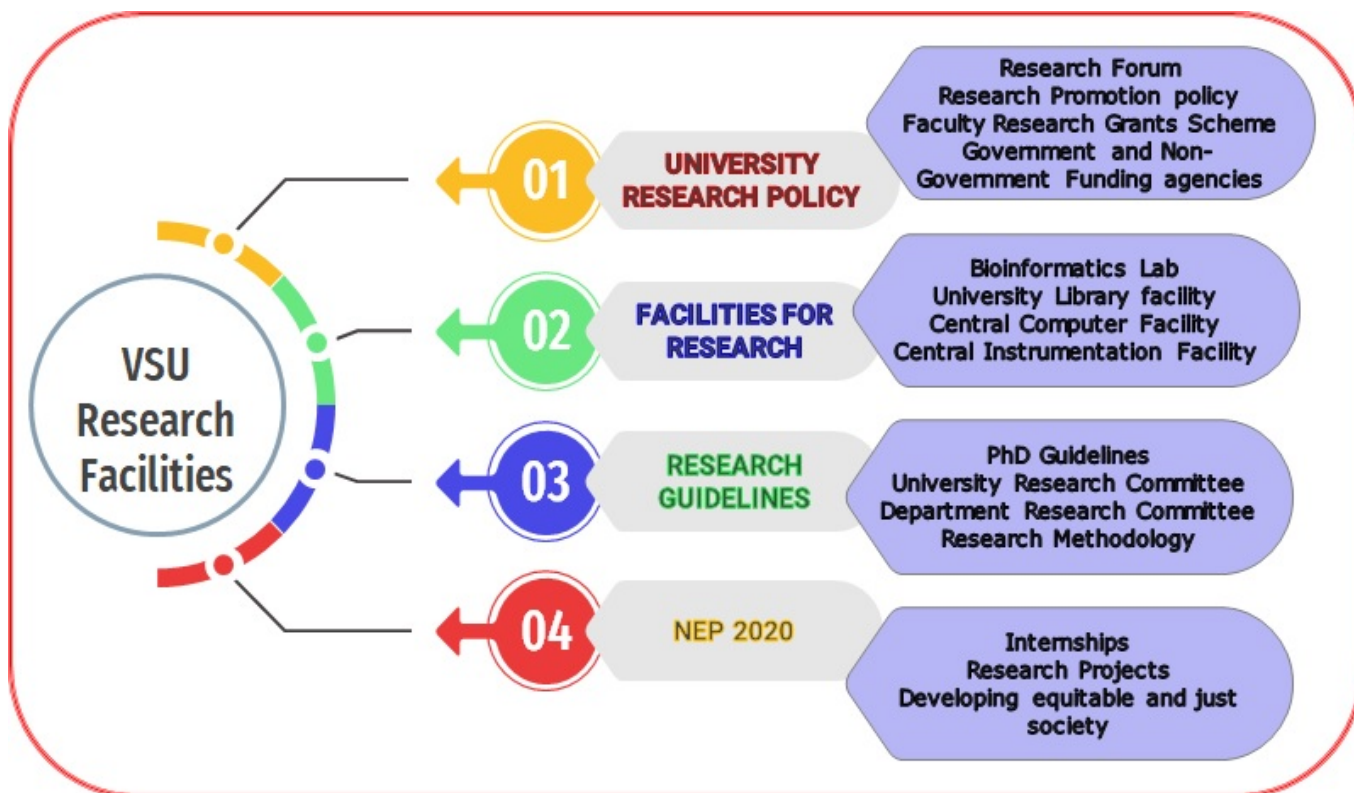 VSU
Research
Facilities
01
UNIVERSITY
RESEARCH POLICY
Research Forum
Research Promotion policy
Faculty Research Grants Scheme
Government and Non-
Government Funding agencies
02
FACILITIES FOR
RESEARCH
Bioinformatics Lab
University Library facility
Central Computer Facility
Central Instrumentation Facility
03
RESEARCH
GUIDELINES
PhD Guidelines
University Research Committee
Department Research Committee
Research Methodology
04
NEP 2020
Internships
Research Projects
Developing equitable and just
society